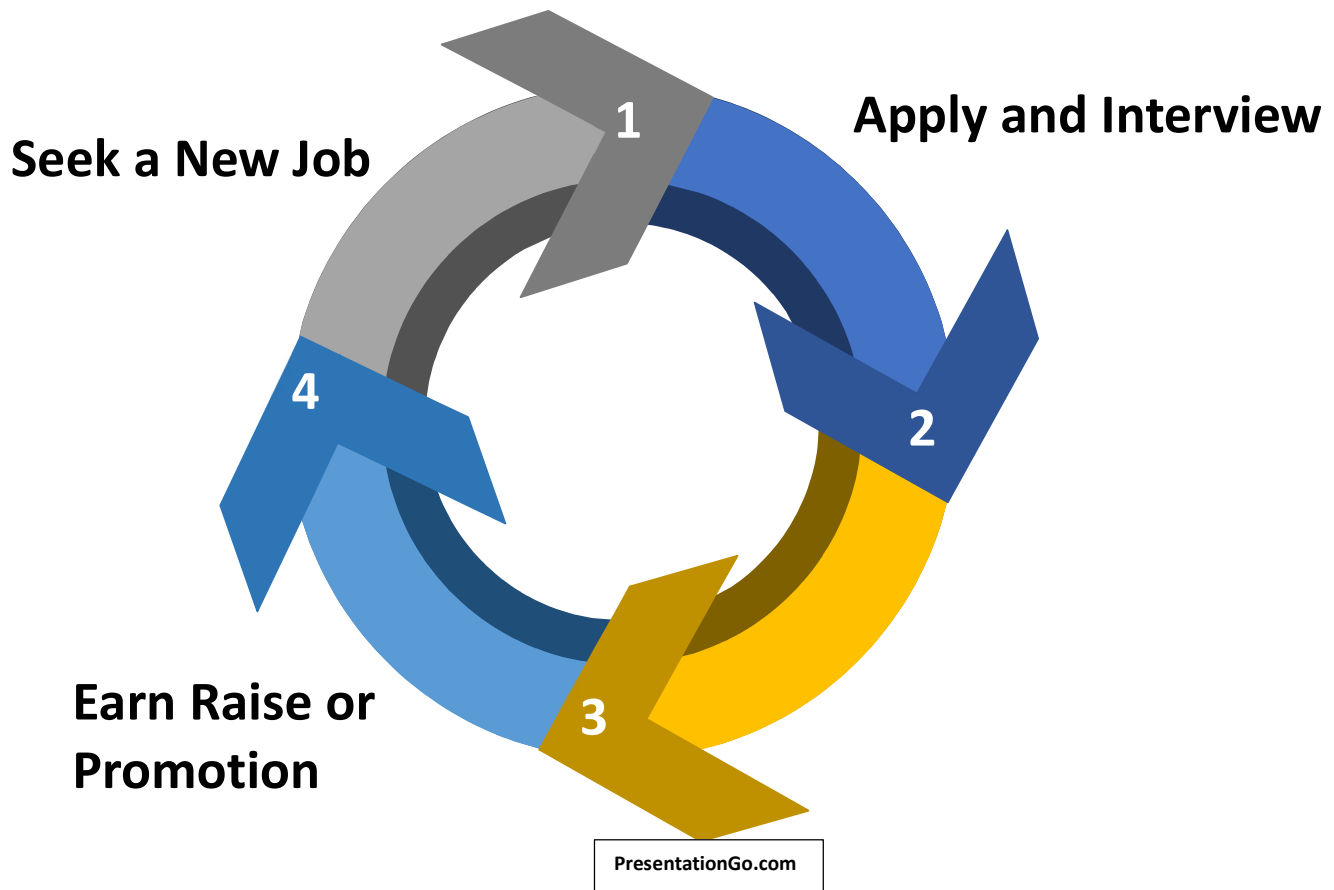 1
Apply and Interview
Seek a New Job
4
2
Earn Raise or
Promotion
3
PresentationGo.com